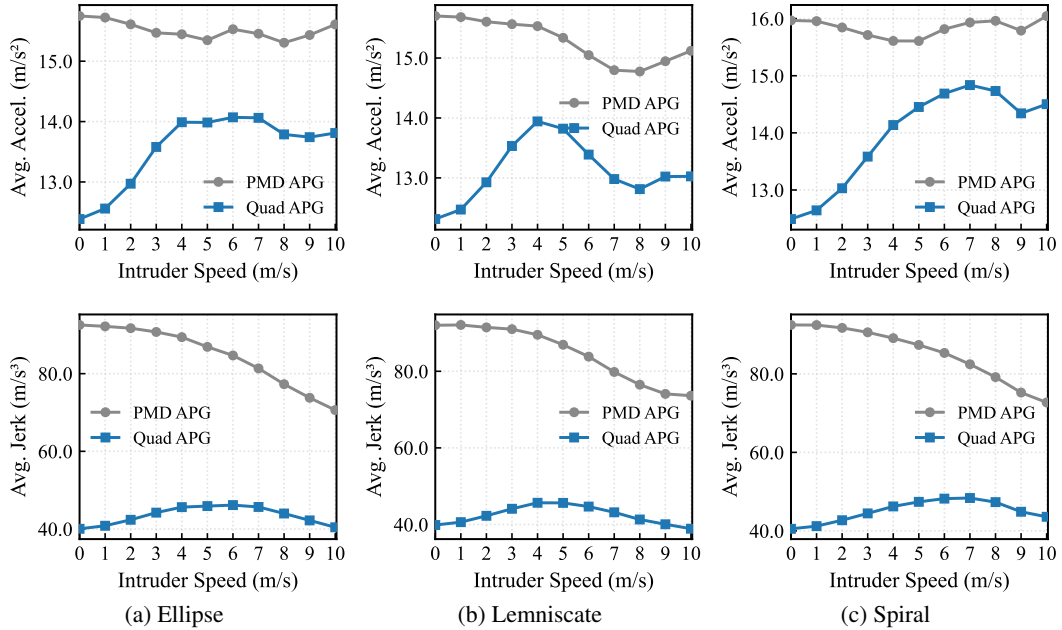 Avg. Accel. (m/s²)
15.0
14.0
13.0
PMD APG
Quad APG
0 1 2 3 4 5 6 7 8 9 10
Intruder Speed (m/s)
Avg. Accel. (m/s²)
15.0
14.0
13.0
PMD APG
Quad APG
0 1 2 3 4 5 6 7 8 9 10
Intruder Speed (m/s)
Avg. Accel. (m/s²)
16.0
15.0
14.0
13.0
PMD APG
Quad APG
0 1 2 3 4 5 6 7 8 9 10
Intruder Speed (m/s)
Avg. Jerk (m/s³)
80.0
60.0
40.0
PMD APG
Quad APG
0 1 2 3 4 5 6 7 8 9 10
Intruder Speed (m/s)
(a) Ellipse
Avg. Jerk (m/s³)
80.0
60.0
40.0
PMD APG
Quad APG
0 1 2 3 4 5 6 7 8 9 10
Intruder Speed (m/s)
(b) Lemniscate
Avg. Jerk (m/s³)
80.0
60.0
40.0
PMD APG
Quad APG
0 1 2 3 4 5 6 7 8 9 10
Intruder Speed (m/s)
(c) Spiral